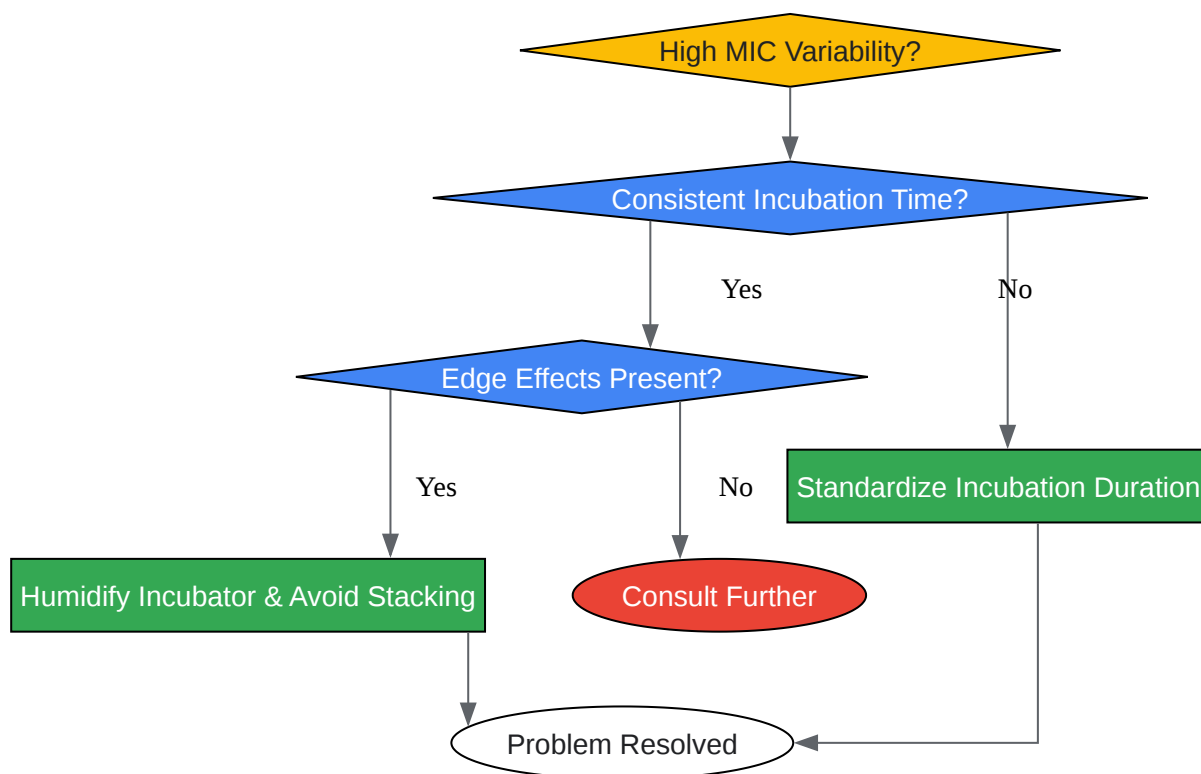 High MIC Variability?
Consistent Incubation Time?
Yes
No
Edge Effects Present?
Yes
No
Standardize Incubation Duration
Humidify Incubator & Avoid Stacking
Consult Further
Problem Resolved